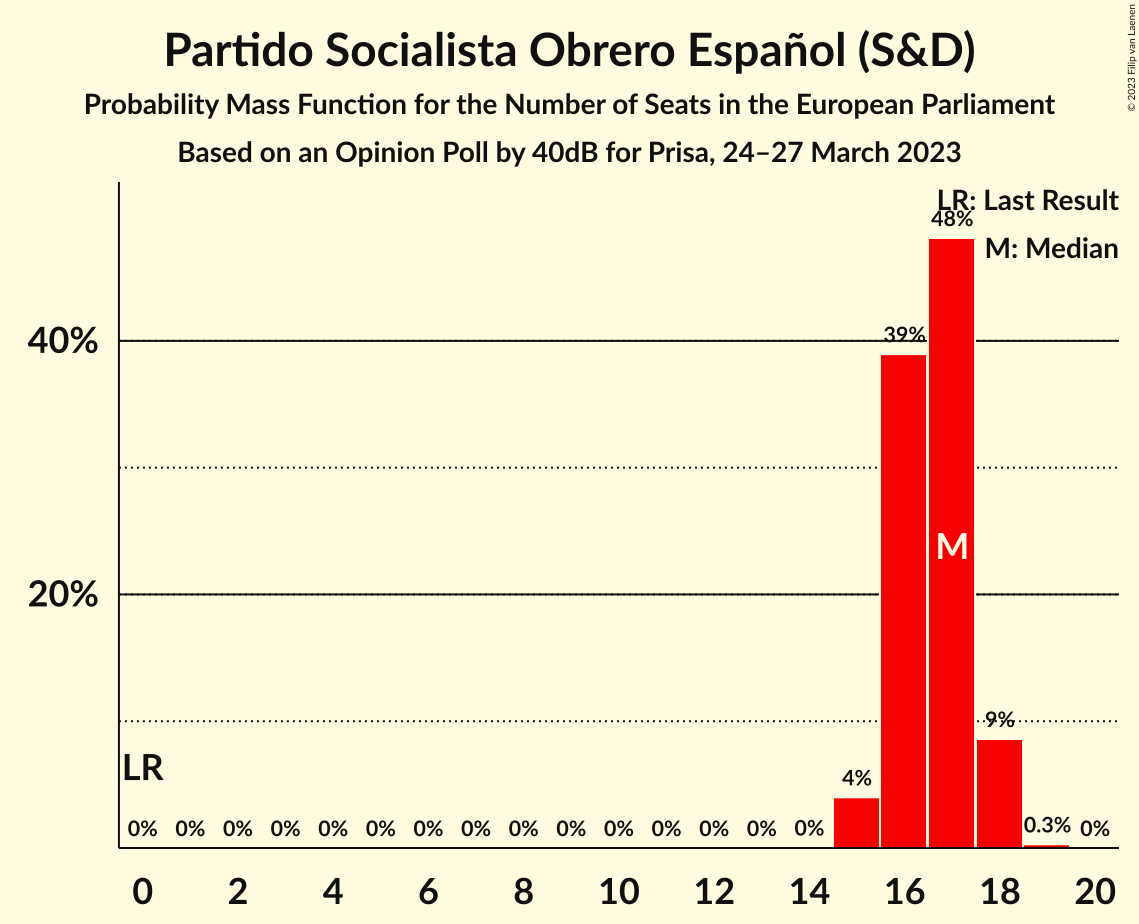 Partido Socialista Obrero Español (S&D)
Probability Mass Function for the Number of Seats in the European Parliament
Based on an Opinion Poll by 40dB for Prisa, 24–27 March 2023
© 2023 Filip van Laenen
LR: Last Result
48%
M: Median
40%
39%
M
20%
9%
LR
4%
0% 0% 0% 0% 0% 0% 0% 0% 0% 0% 0% 0% 0% 0% 0% 0.3% 0%
0 2 4 6 8 10 12 14 16 18 20